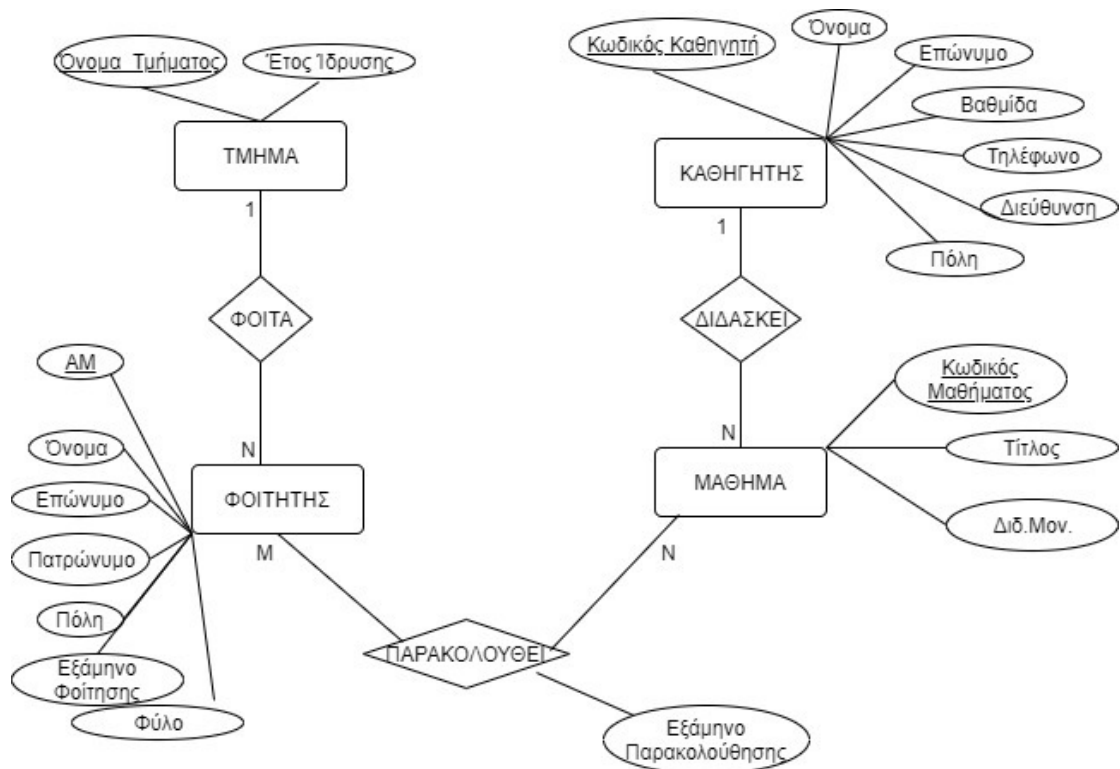 Όνομα Τμήματος
Έτος Ίδρυσης
ΤΜΗΜΑ
1
ΦΟΙΤΑ
N
ΦΟΙΤΗΤΗΣ
M
ΑΜ
Όνομα
Επώνυμο
Πατρώνυμο
Πόλη
Εξάμηνο
Φοίτησης
Φύλο
ΠΑΡΑΚΟΛΟΥΘΕΙ
Εξάμηνο
Παρακολούθησης
Κωδικός Καθηγητή
Όνομα
Επώνυμο
Βαθμίδα
Τηλέφωνο
Διεύθυνση
Πόλη
ΚΑΘΗΓΗΤΗΣ
1
ΔΙΔΑΣΚΕΙ
N
ΜΑΘΗΜΑ
N
Κωδικός
Μαθήματος
Τίτλος
Διδ.Μον.